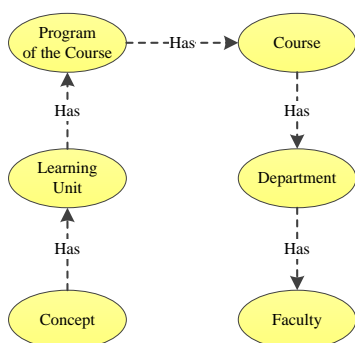 Program
of the Course
Has
Course
Has
Has
Learning
Unit
Department
Has
Has
Concept
Faculty